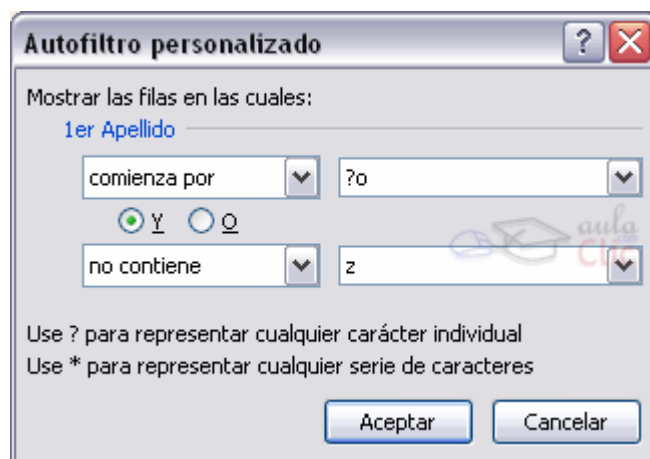 Autofiltro personalizado
Mostrar las filas en las cuales:
1er Apellido
comienza por ?o
Y O
no contiene z
aula
Clic
Use ? para representar cualquier carácter individual
Use * para representar cualquier serie de caracteres
Aceptar Cancelar